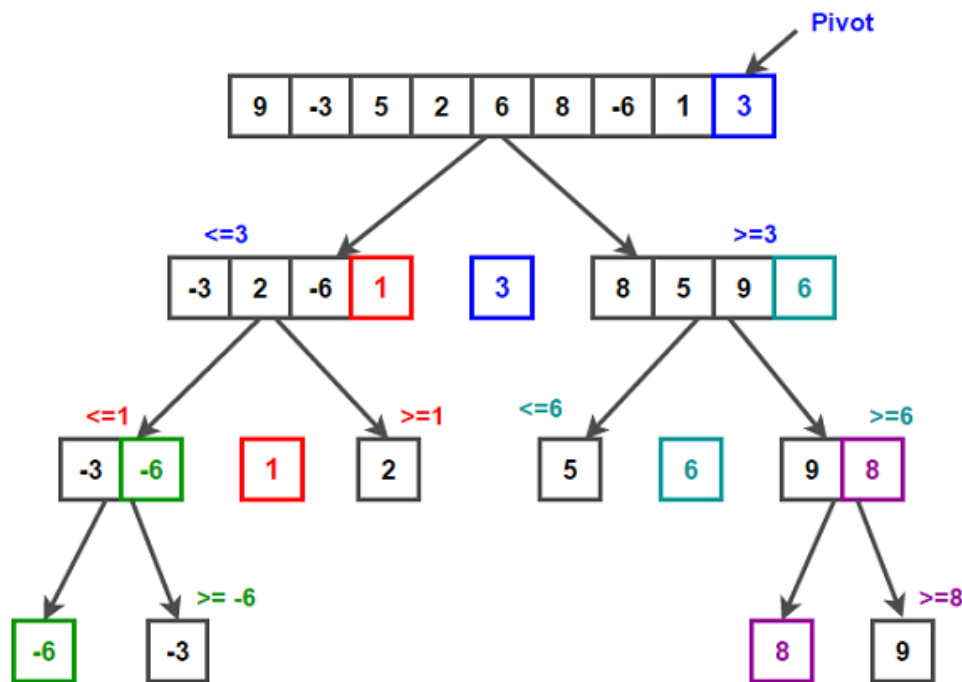 Pivot
9 -3 5 2 6 8 -6 1 3
<=3 >=3
-3 2 -6 1 3 8 5 9 6
<=1 >=1 <=6 >=6
-3 -6 1 2 5 6 9 8
>= -6 >=8
-6 -3 8 9